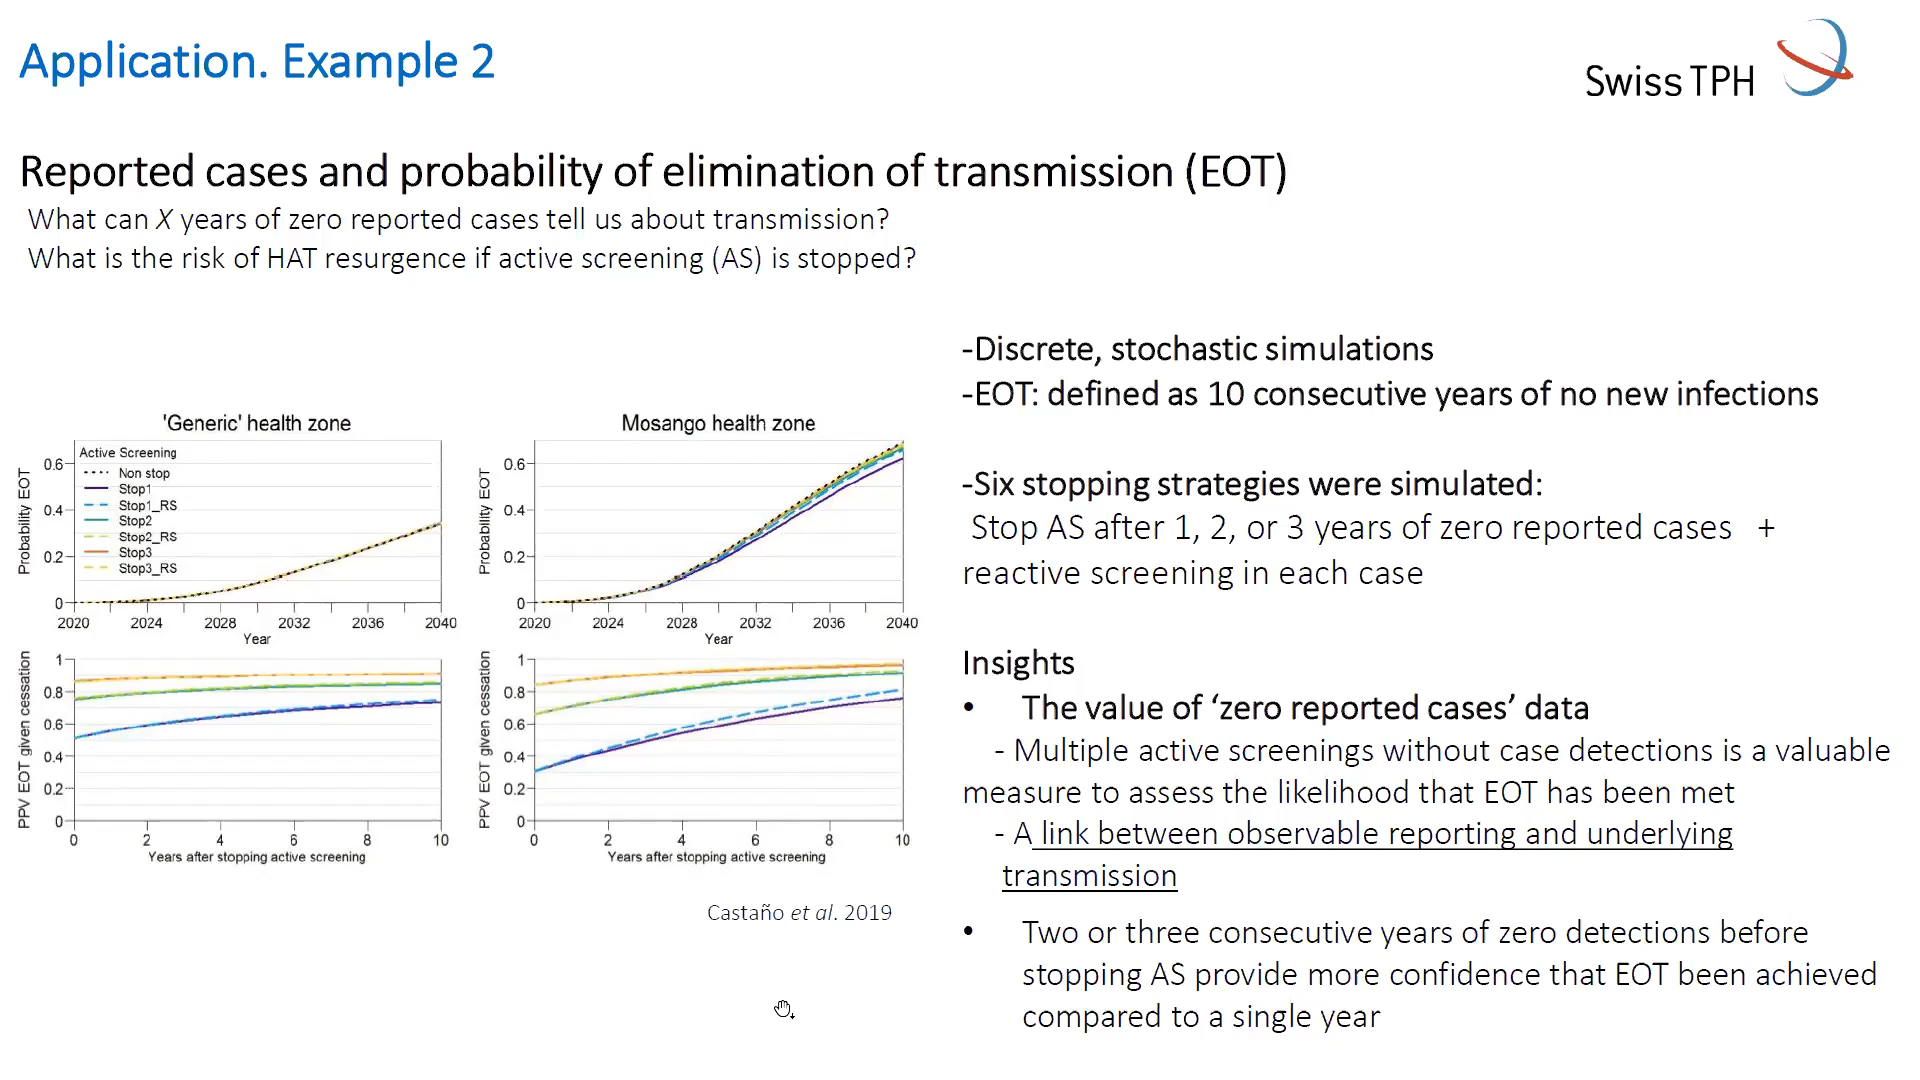 Application. Example 2
Swiss TPH
Reported cases and probability of elimination of transmission (EOT)
What can X years of zero reported cases tell us about transmission?
What is the risk of HAT resurgence if active screening (AS) is stopped?
'Generic' health zone
Active Screening
Non stop
Stop1
Stop1_RS
Stop2
Stop2_RS
Stop3
Stop3_RS
Probability EOT
0.6
0.4
0.2
0
2020 2024 2028 2032 2036 2040
Year
Mosango health zone
Probability EOT
0.6
0.4
0.2
0
2020 2024 2028 2032 2036 2040
Year
PPV EOT given cessation
1
0.8
0.6
0.4
0.2
0
0 2 4 6 8 10
Years after stopping active screening
PPV EOT given cessation
1
0.8
0.6
0.4
0.2
0
0 2 4 6 8 10
Years after stopping active screening
Castaño et al. 2019
-Discrete, stochastic simulations
-EOT: defined as 10 consecutive years of no new infections
-Six stopping strategies were simulated:
Stop AS after 1, 2, or 3 years of zero reported cases +
reactive screening in each case
Insights
• The value of ‘zero reported cases’ data
- Multiple active screenings without case detections is a valuable
measure to assess the likelihood that EOT has been met
- A link between observable reporting and underlying
transmission
• Two or three consecutive years of zero detections before
stopping AS provide more confidence that EOT been achieved
compared to a single year